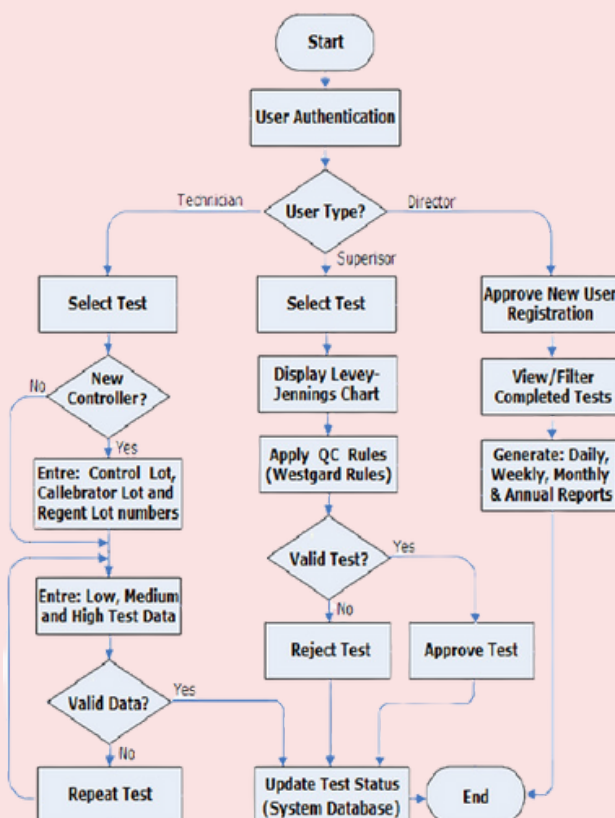 Start
User Authentication
User Type?
Technician
Director
Superisor
Select Test
Select Test
Approve New User
Registration
New
Controller?
No
Yes
Display Levey-
Jennings Chart
View/Filter
Completed Tests
Entre: Control Lot,
Callebrator Lot and
Regent Lot numbers
Apply QC Rules
(Westgard Rules)
Generate: Daily,
Weekly, Monthly
& Annual Reports
Valid Test?
Yes
No
Entre: Low, Medium
and High Test Data
Reject Test
Approve Test
Valid Data?
Yes
No
Repeat Test
Update Test Status
(System Database)
End